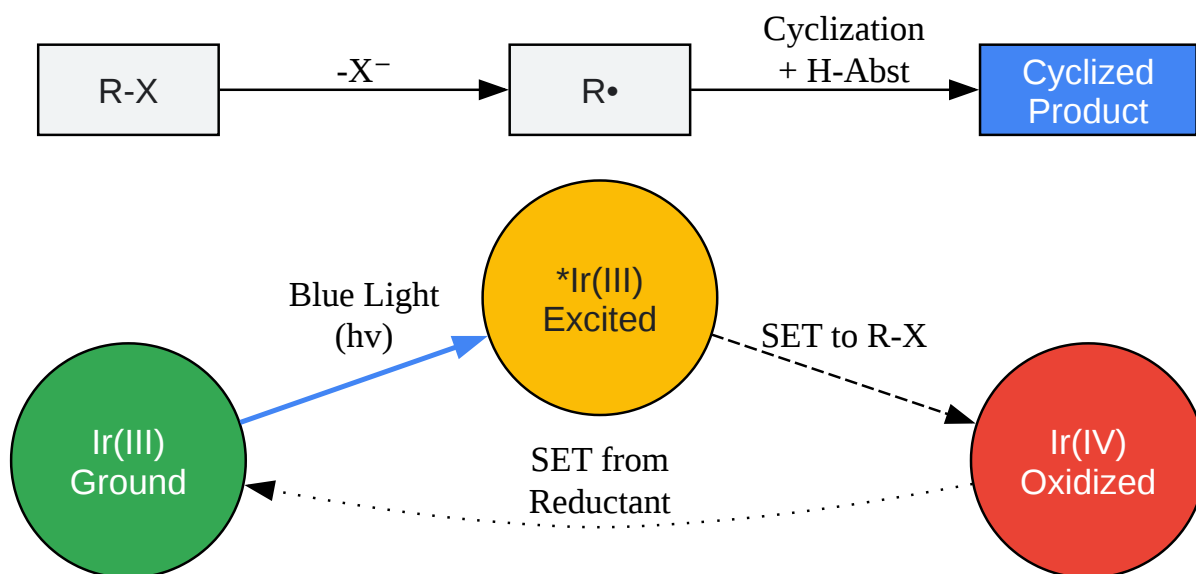 R-X
-X⁻
R•
Cyclization
+ H-Abst
Cyclized
Product
*Ir(III)
Excited
Blue Light
(hv)
SET to R-X
Ir(III)
Ground
SET from
Reductant
Ir(IV)
Oxidized